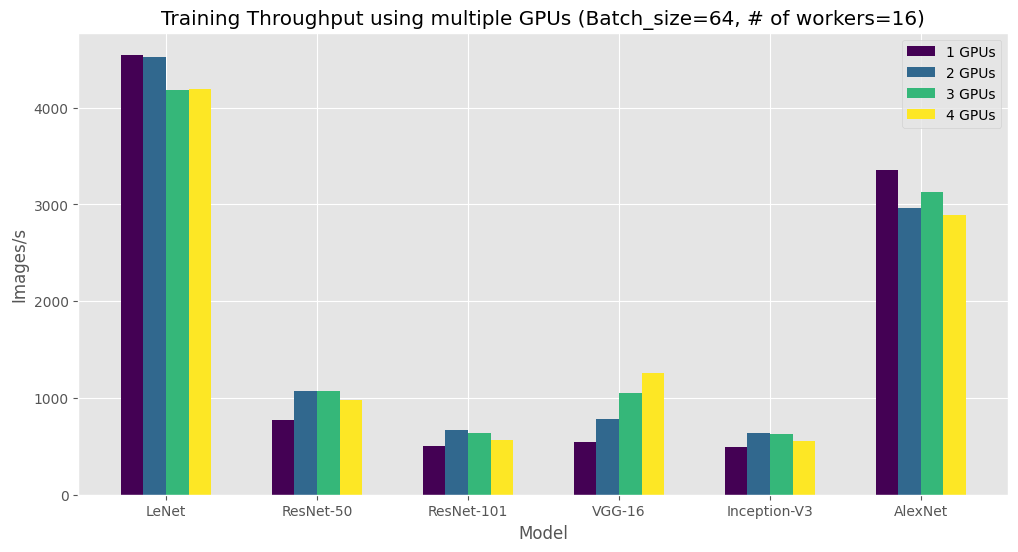 Training Throughput using multiple GPUs (Batch_size=64, # of workers=16)
1 GPUs
2 GPUs
3 GPUs
4 GPUs
Images/s
4000
3000
2000
1000
0
LeNet
ResNet-50
ResNet-101
VGG-16
Inception-V3
AlexNet
Model